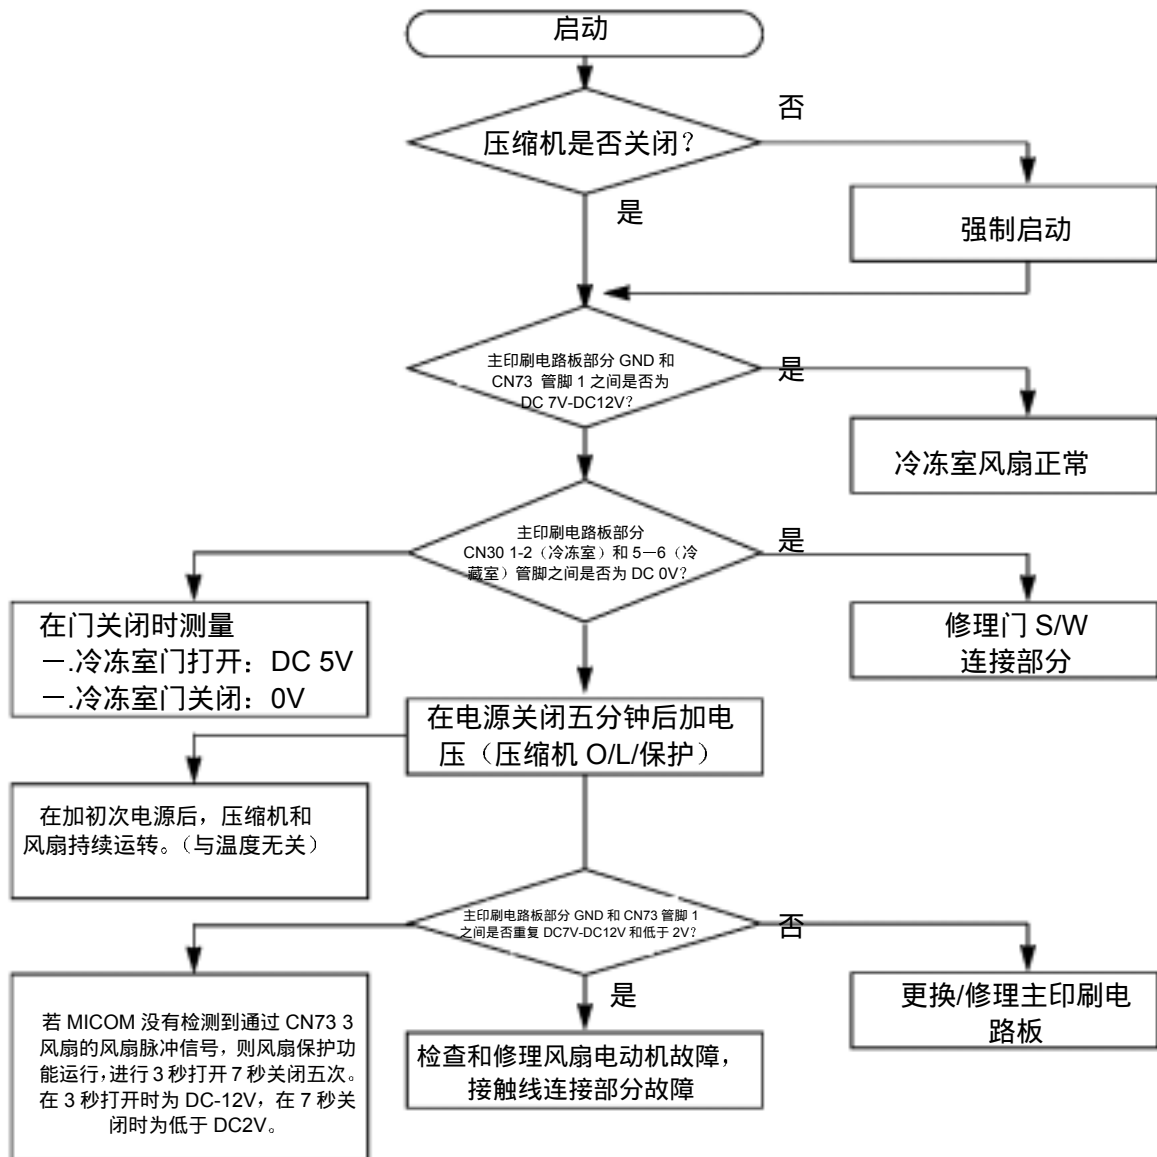 启动
压缩机是否关闭？
否
是
强制启动
主印刷电路板部分 GND 和
CN73 管脚 1 之间是否为
DC 7V-DC12V？
是
冷冻室风扇正常
主印刷电路板部分
CN30 1-2（冷冻室）和 5－6（冷
藏室）管脚之间是否为 DC 0V？
是
在门关闭时测量
－.冷冻室门打开：DC 5V
－.冷冻室门关闭：0V
修理门 S/W
连接部分
在电源关闭五分钟后加电
压（压缩机 O/L/保护）
在加初次电源后，压缩机和
风扇持续运转。（与温度无关）
主印刷电路板部分 GND 和 CN73 管脚 1
之间是否重复 DC7V-DC12V 和低于 2V？
否
是
若 MICOM 没有检测到通过 CN73 3
风扇的风扇脉冲信号，则风扇保护功
能运行，进行 3 秒打开 7 秒关闭五次。
在 3 秒打开时为 DC-12V，在 7 秒关
闭时为低于 DC2V。
检查和修理风扇电动机故障，
接触线连接部分故障
更换/修理主印刷电
路板